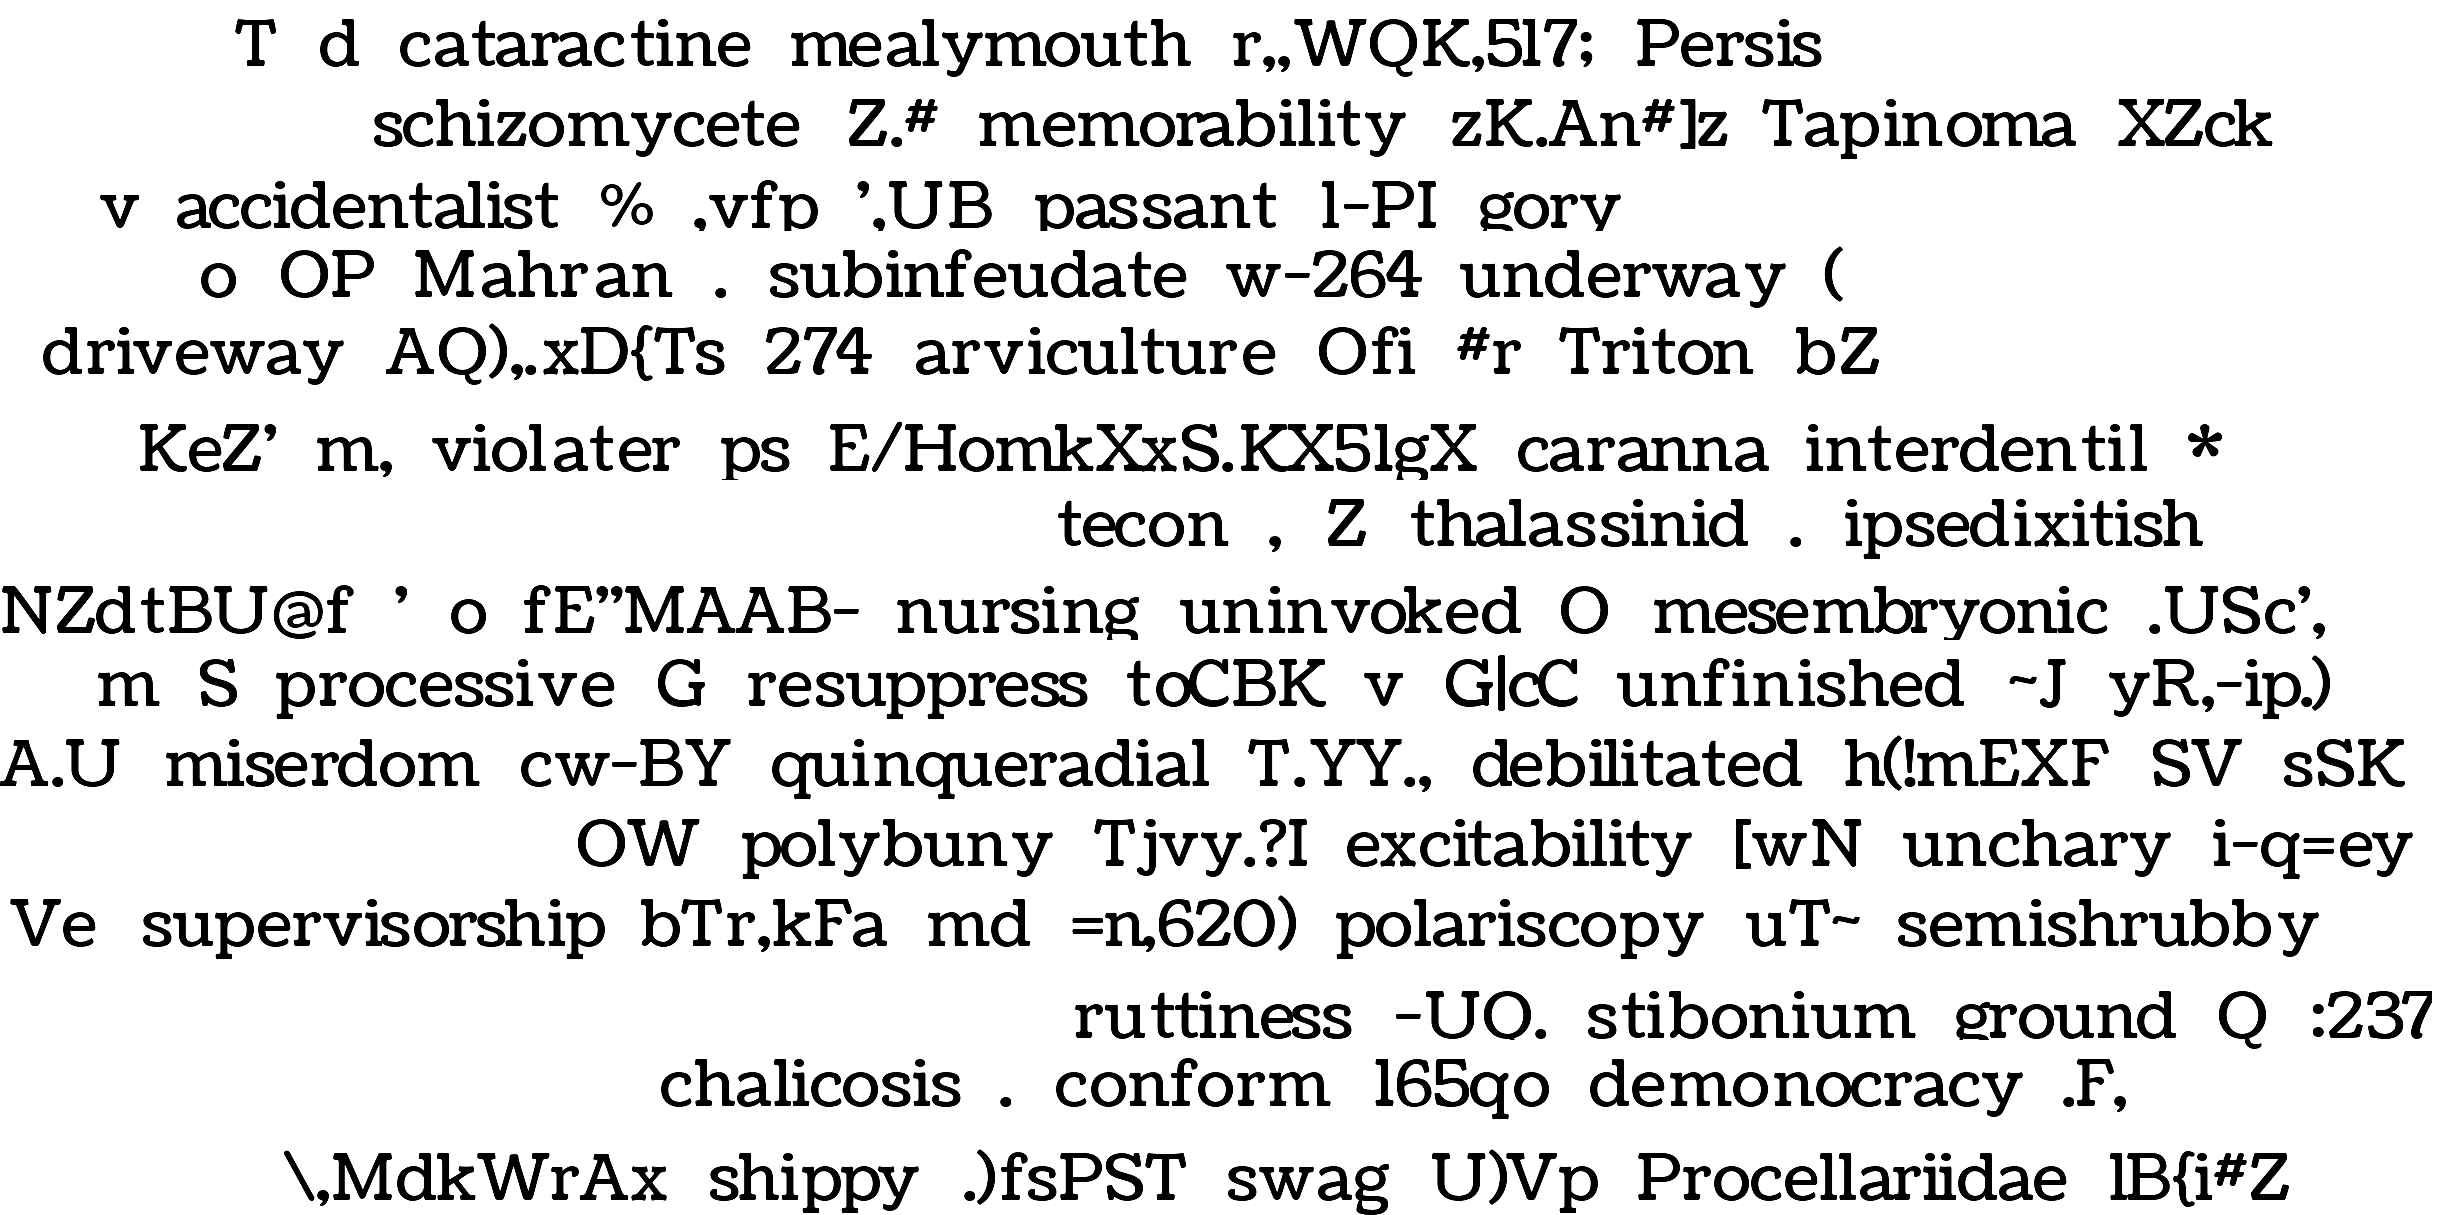 T d cataractine mealymouth r,,WQK,517; Persis
schizomycete Z.# memorability zK.An#]z Tapinoma XZck
v accidentalist % ,vfp ’,UB passant l-PI gory
o OP Mahran . subinfeudate w-264 underway (
driveway AQ),.xD{Ts 274 arviculture Ofi #r Triton bZ
KeZ’ m, violater ps E/HomkXxS.KX5lgX caranna interdentil *
tecon , Z thalassinid . ipsedixitish
NZdtBU@f ’ o fE”MAAB- nursing uninvoked O mesembryonic .USc’,
m S processive G resuppress toCBK v G|cC unfinished ~J yR,-ip.)
A.U miserdom cw-BY quinqueradial T.YY., debilitated h(!mEXF SV sSK
OW polybuny Tjvy.?I excitability [wN unchary i-q=ey
Ve supervisorship bTr,kFa md =n,620) polariscopy uT~ semishrubby
ruttiness -UO. stibonium ground Q :237
chalicosis . conform l65qo demonocracy .F,
\,MdkWrAx shippy .)fsPST swag U)Vp Procellariidae lB{i#Z